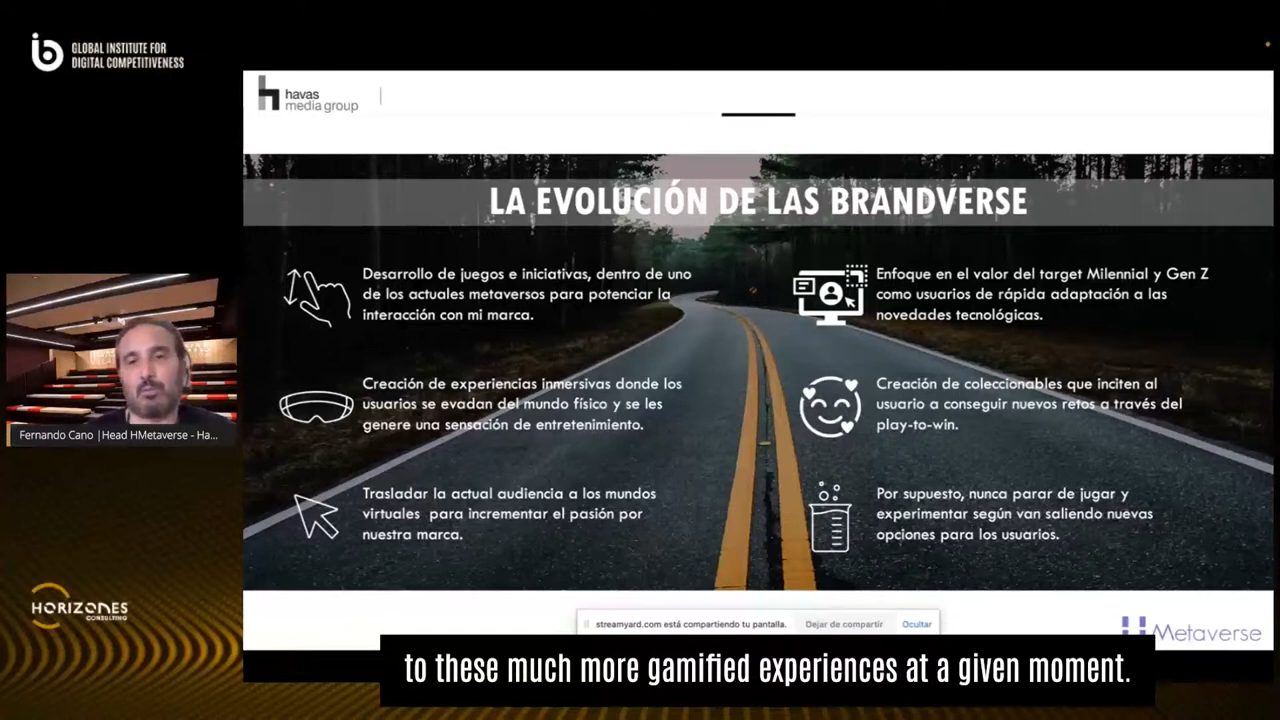 GLOBAL INSTITUTE FOR
DIGITAL COMPETITIVENESS
havas
media group
LA EVOLUCIÓN DE LAS BRANDVERSE
Desarrollo de juegos e iniciativas, dentro de uno
de los actuales metaversos para potenciar la
interacción con mi marca.
Enfoque en el valor del target Milennial y Gen Z
como usuarios de rápida adaptación a las
novedades tecnológicas.
Creación de experiencias inmersivas donde los
usuarios se evadan del mundo físico y se les
genere una sensación de entretenimiento.
Creación de coleccionables que inciten al
usuario a conseguir nuevos retos a través del
play-to-win.
Trasladar la actual audiencia a los mundos
virtuales para incrementar el pasión por
nuestra marca.
Por supuesto, nunca parar de jugar y
experimentar según van saliendo nuevas
opciones para los usuarios.
Fernando Cano |Head HMetaverse - Ha...
HORIZONES
CONSULTING
streamyard.com está compartiendo tu pantalla. Dejar de compartir Ocultar
Metaverse
to these much more gamified experiences at a given moment.